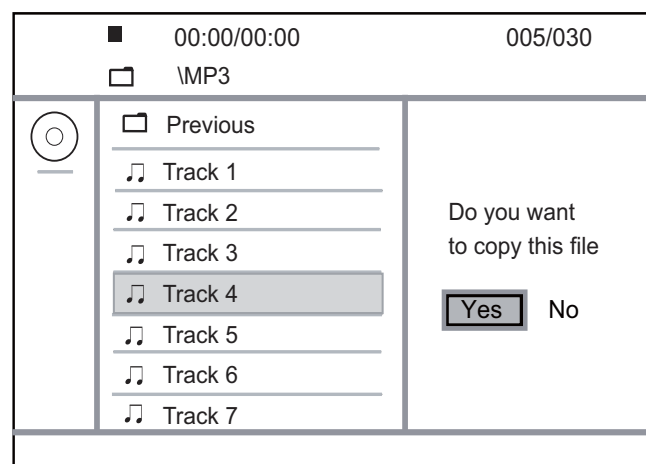 00:00/00:00 005/030
\MP3
Previous
Track 1
Track 2
Track 3
Track 4
Track 5
Track 6
Track 7
Do you want
to copy this file
Yes No